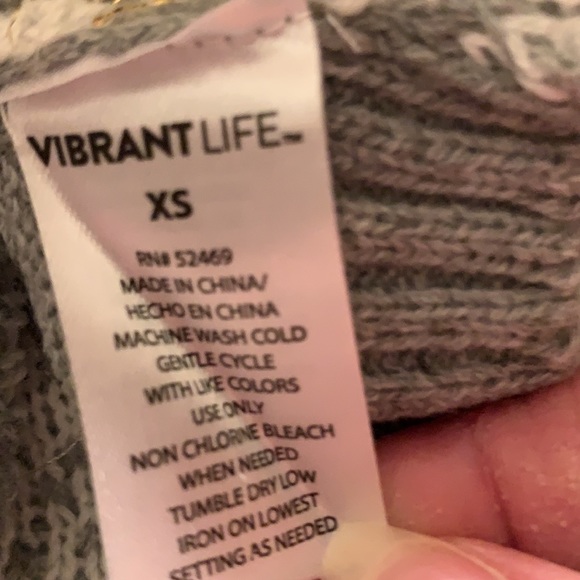 VIBRANT LIFE™
XS
RN# 52469
MADE IN CHINA/
HECHO EN CHINA
MACHINE WASH COLD
GENTLE CYCLE
WITH LIKE COLORS
USE ONLY
NON CHLORINE BLEACH
WHEN NEEDED
TUMBLE DRY LOW
IRON ON LOWEST
SETTING AS NEEDED